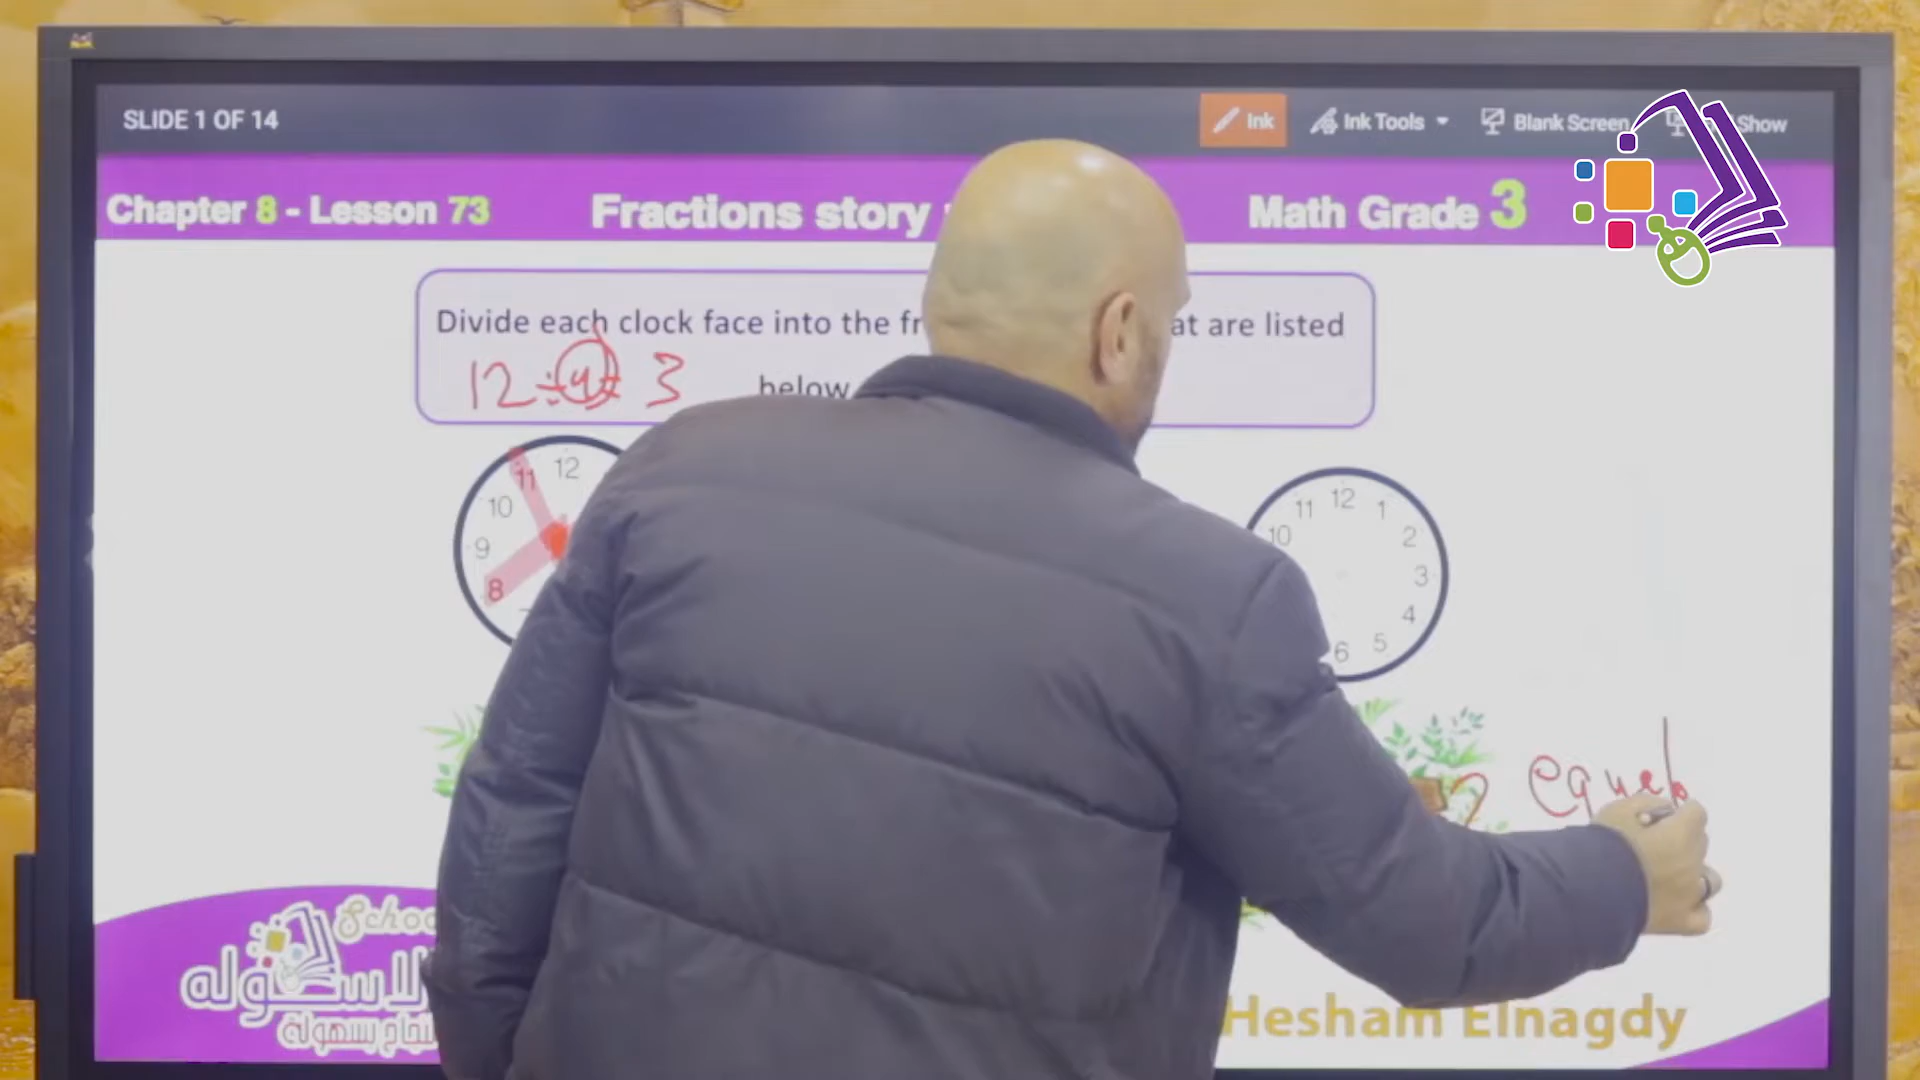 SLIDE 1 OF 14
Ink
Ink Tools
Blank Screen
Show
Chapter 8 - Lesson 73
Fractions story
Math Grade 3
Divide each clock face into the
are listed
12 ÷ 4 = 3
below
11 12
10
9
8
11 12 1
10 2
3
4
6 5
equal
لاسكوله
Hesham Elnagdy